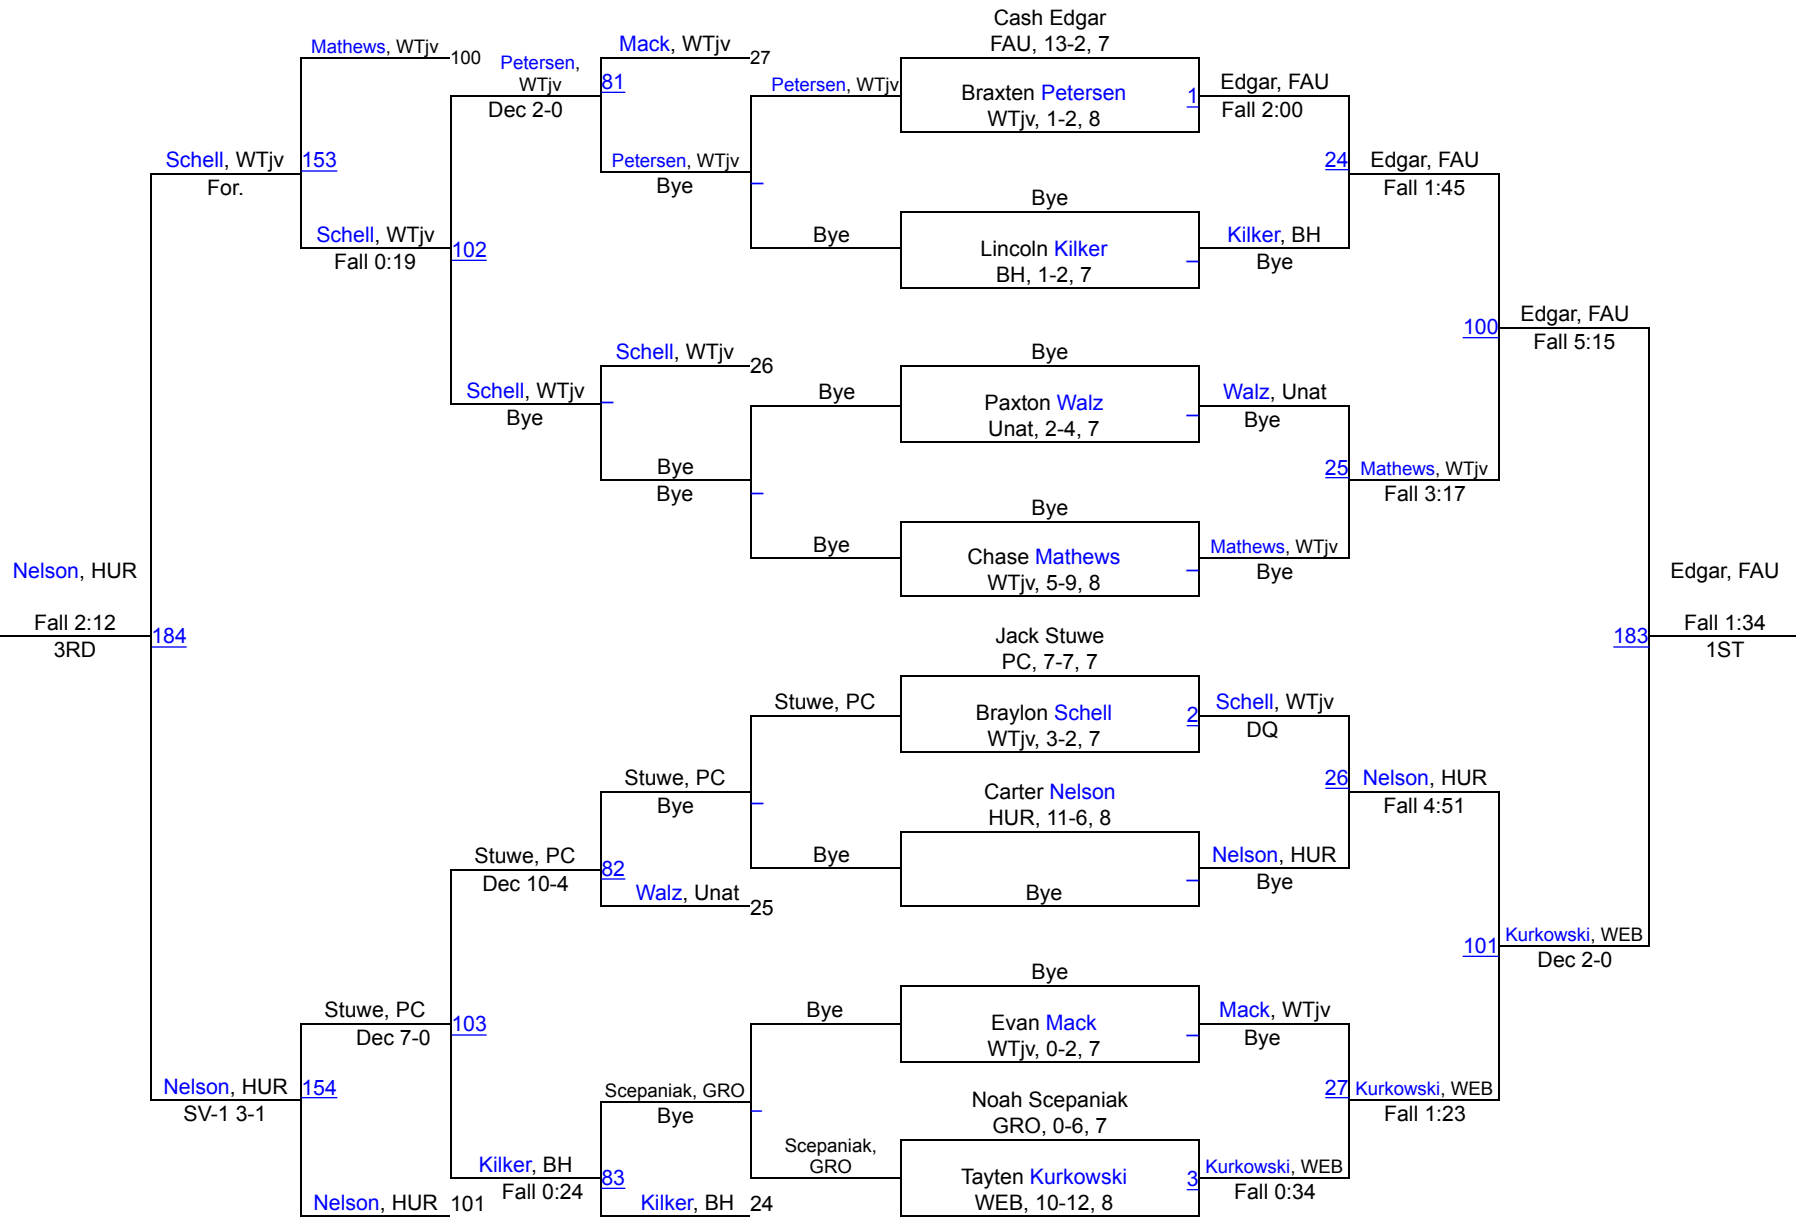 Cash Edgar
FAU, 13-2, 7
Mathews, WTjv
100
Petersen,
WTjv
Dec 2-0
Mack, WTjv
27
81
Petersen, WTjv
Braxten Petersen
WTjv, 1-2, 8
1
Edgar, FAU
Fall 2:00
Schell, WTjv
For.
153
Petersen, WTjv
Bye
24
Edgar, FAU
Fall 1:45
Bye
Schell, WTjv
Fall 0:19
102
Bye
Lincoln Kilker
BH, 1-2, 7
Kilker, BH
Bye
100
Edgar, FAU
Fall 5:15
Schell, WTjv
26
Bye
Schell, WTjv
Bye
Bye
Paxton Walz
Unat, 2-4, 7
Walz, Unat
Bye
Bye
Bye
25
Mathews, WTjv
Fall 3:17
Bye
Bye
Chase Mathews
WTjv, 5-9, 8
Mathews, WTjv
Bye
Nelson, HUR
Fall 2:12
3RD
184
Edgar, FAU
183
Fall 1:34
1ST
Jack Stuwe
PC, 7-7, 7
Stuwe, PC
Braylon Schell
WTjv, 3-2, 7
2
Schell, WTjv
DQ
Stuwe, PC
Bye
Carter Nelson
HUR, 11-6, 8
26
Nelson, HUR
Fall 4:51
Stuwe, PC
Dec 10-4
82
Bye
Nelson, HUR
Bye
Walz, Unat
25
Bye
101
Kurkowski, WEB
Dec 2-0
Bye
Stuwe, PC
Dec 7-0
103
Bye
Evan Mack
WTjv, 0-2, 7
Mack, WTjv
Bye
Nelson, HUR
SV-1 3-1
154
Scepaniak, GRO
Bye
Noah Scepaniak
GRO, 0-6, 7
27
Kurkowski, WEB
Fall 1:23
Scepaniak,
GRO
Kilker, BH
Fall 0:24
83
Tayten Kurkowski
WEB, 10-12, 8
3
Kurkowski, WEB
Fall 0:34
Nelson, HUR
101
Kilker, BH
24